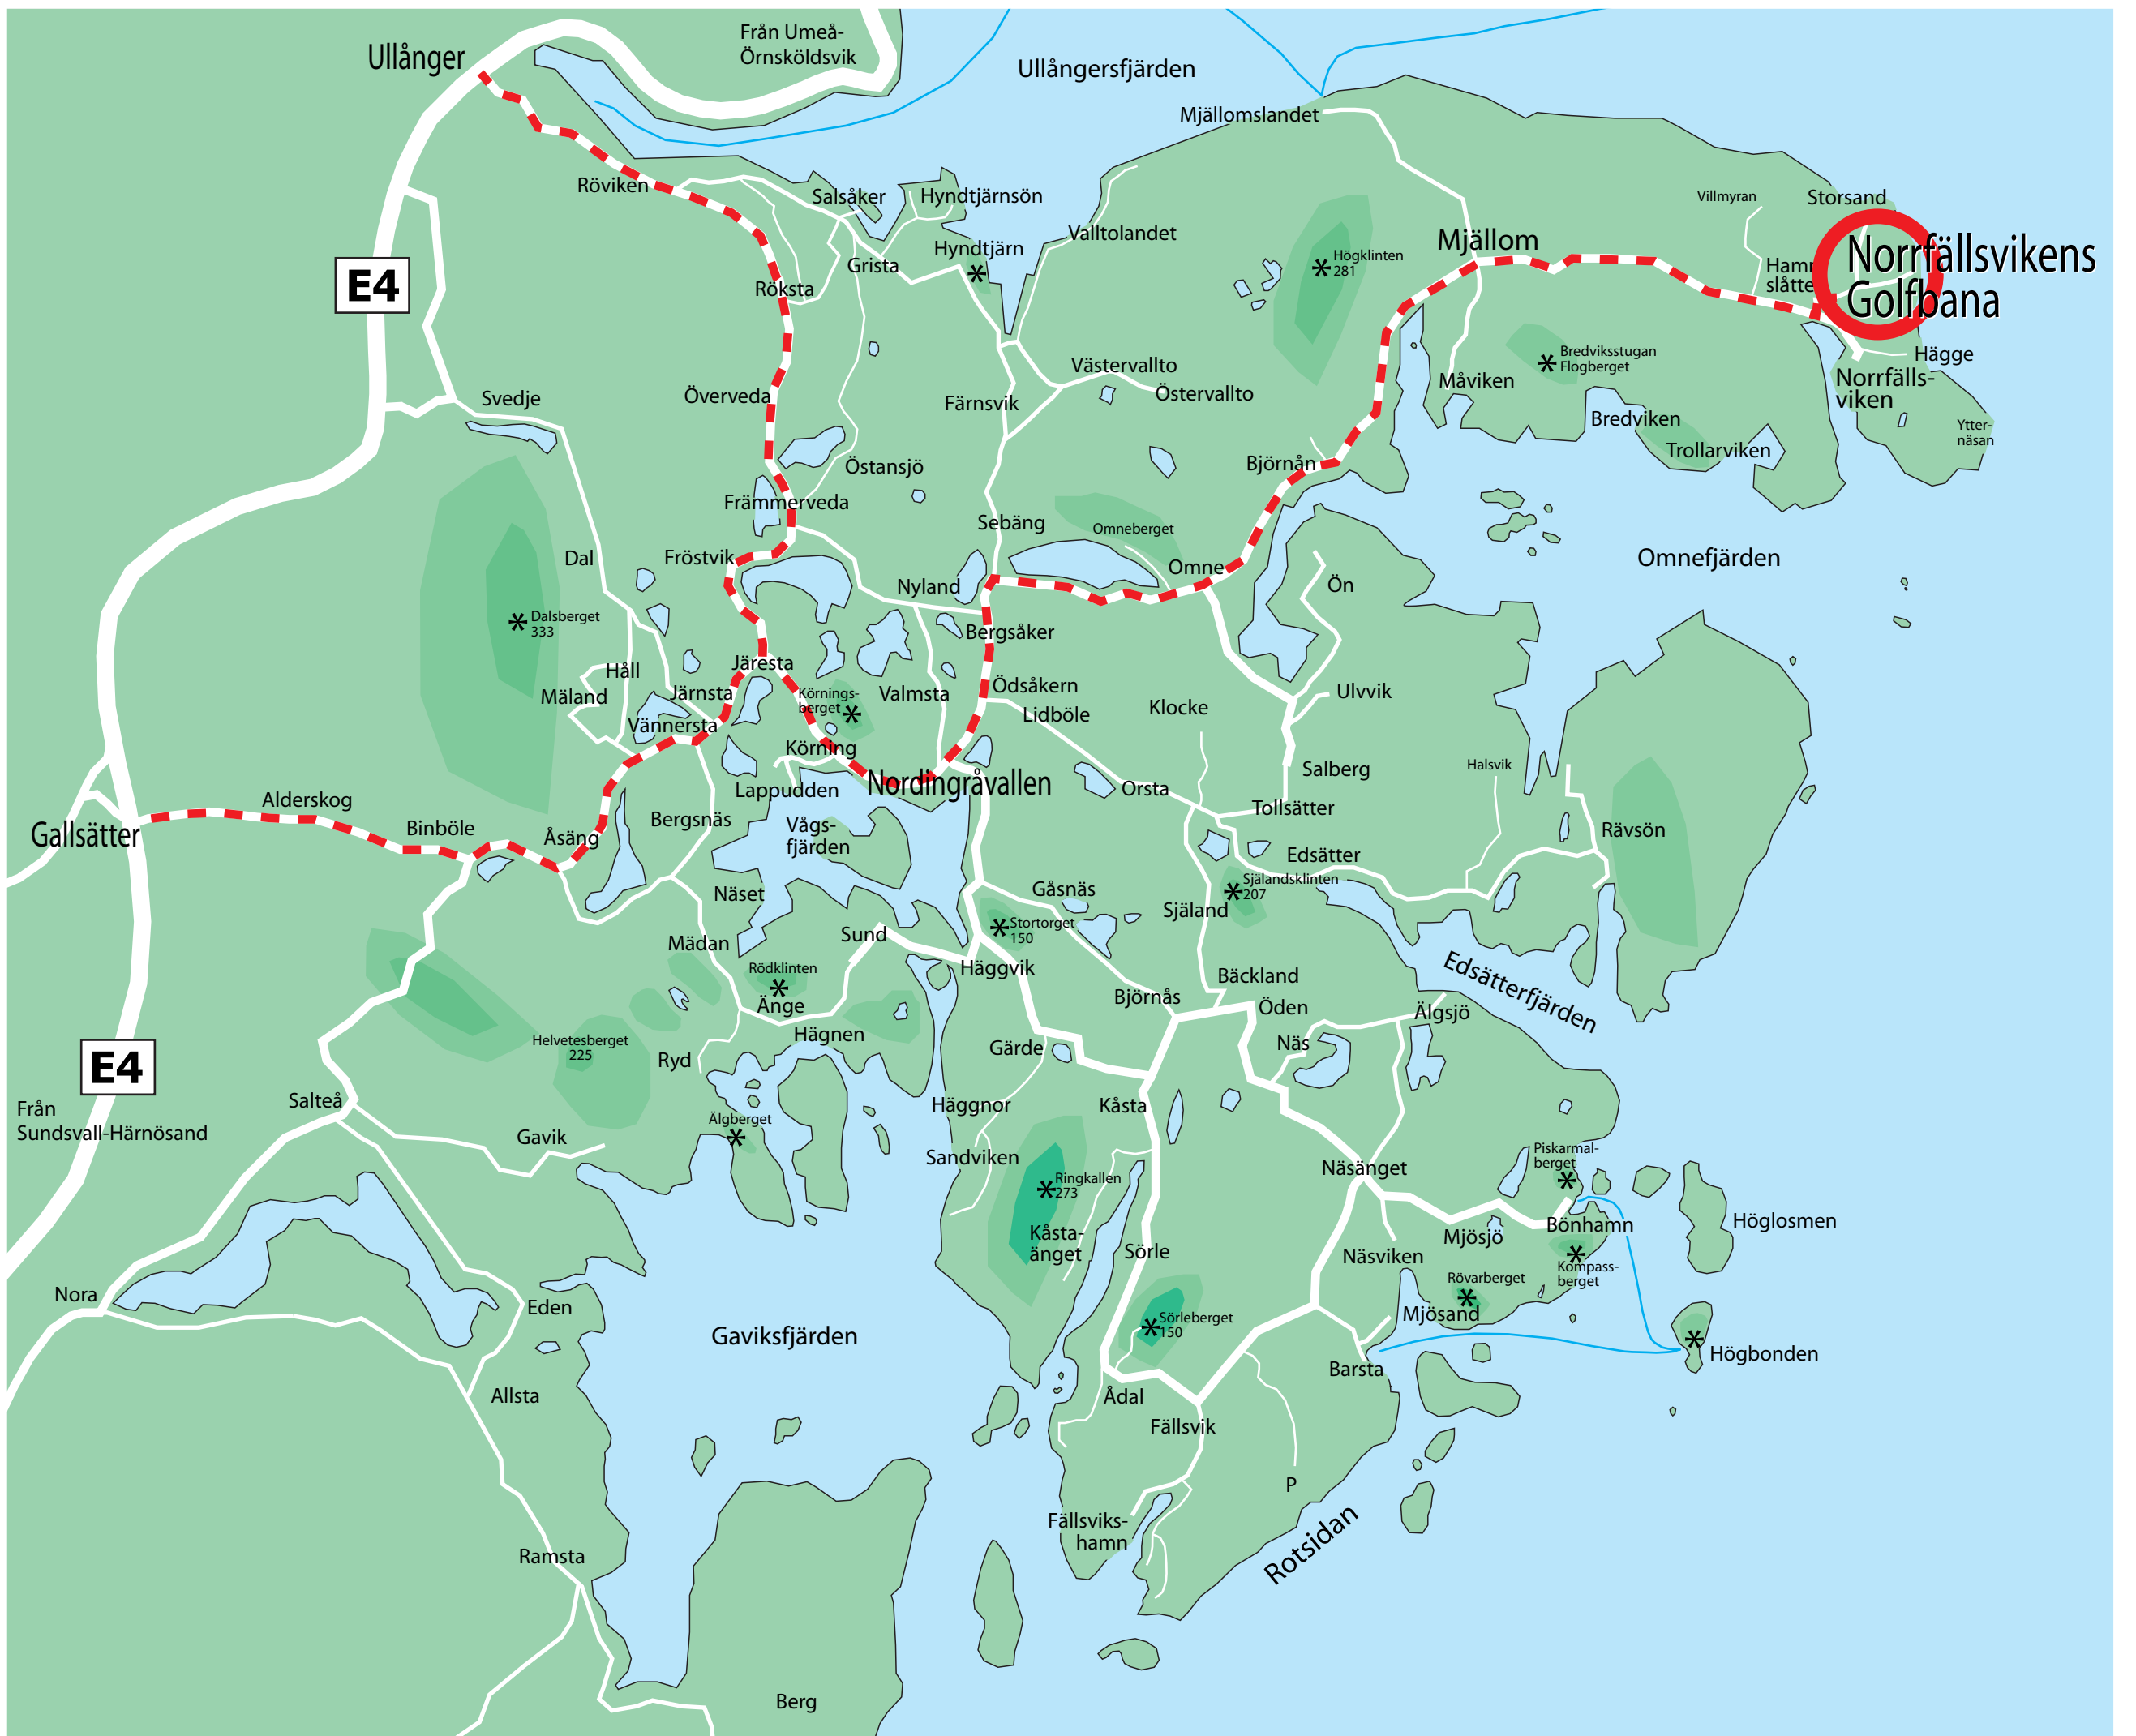 Från Umeå-
Örnsköldsvik
Ullånger
Ullångersfjärden
Mjällomslandet
Röviken
Salsåker
Hyndtjärnsön
Villmyran
Storsand
Valltolandet
Hyndtjärn
Mjällom
Högklinten
281
Grista
Norrfällsvikens
Golfbana
Hamr
slåtte
E4
Röksta
Bredviksstugan
Flogberget
Hägge
Västervallto
Östervallto
Måviken
Norrfälls-
viken
Svedje
Överveda
Färnsvik
Bredviken
Ytter-
näsan
Trollarviken
Östansjö
Björnån
Främmerveda
Sebäng
Omneberget
Dal
Fröstvik
Omnefjärden
Omne
Nyland
Ön
Dalsberget
333
Bergsåker
Järesta
Håll
Mäland
Järnsta
Körnings-
berget
Valmsta
Ödsåkern
Lidböle
Klocke
Ulvvik
Vännersta
Körning
Nordingråvallen
Lappudden
Orsta
Salberg
Halsvik
Tollsätter
Alderskog
Gallsätter
Binböle
Åsäng
Bergsnäs
Vågs-
fjärden
Rävsön
Edsätter
Näset
Gåsnäs
Själandsklinten
207
Själand
Stortorget
150
Mädan
Sund
Häggvik
Rödklinten
Änge
Edsätterfjärden
Bäckland
Björnås
Öden
Älgsjö
Hägnen
Helvetesberget
225
Ryd
Gärde
Näs
E4
Från
Sundsvall-Härnösand
Salteå
Häggnor
Kåsta
Älgberget
Gavik
Sandviken
Näsänget
Piskarmal-
berget
Ringkallen
273
Kåsta-
änget
Sörle
Bönhamn
Höglosmen
Mjösjö
Näsviken
Kompass-
berget
Rövarberget
Nora
Eden
Mjösand
Sörleberget
150
Gaviksfjärden
Högbonden
Barsta
Allsta
Ådal
Fällsvik
P
Fällsviks-
hamn
Rotsidan
Ramsta
Berg